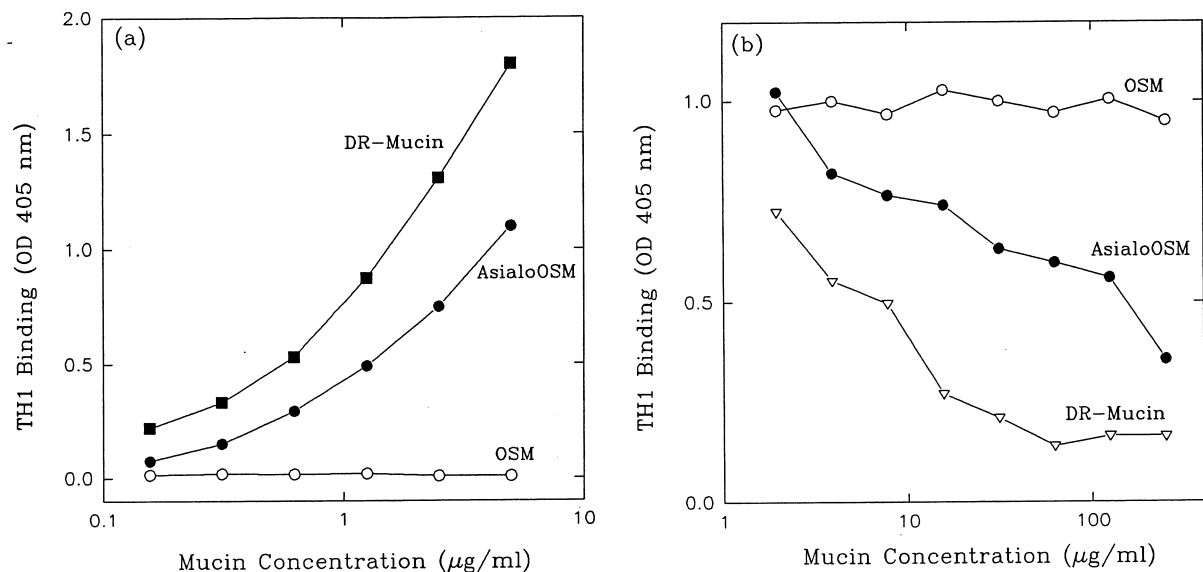 (a)
2.0
1.5
1.0
0.5
0.0
TH1 Binding (OD 405 nm)
DR-Mucin
AsialoOSM
OSM
0.1
1
10
Mucin Concentration (μg/ml)
(b)
1.0
0.5
0.0
TH1 Binding (OD 405 nm)
OSM
AsialoOSM
DR-Mucin
1
10
100
Mucin Concentration (μg/ml)